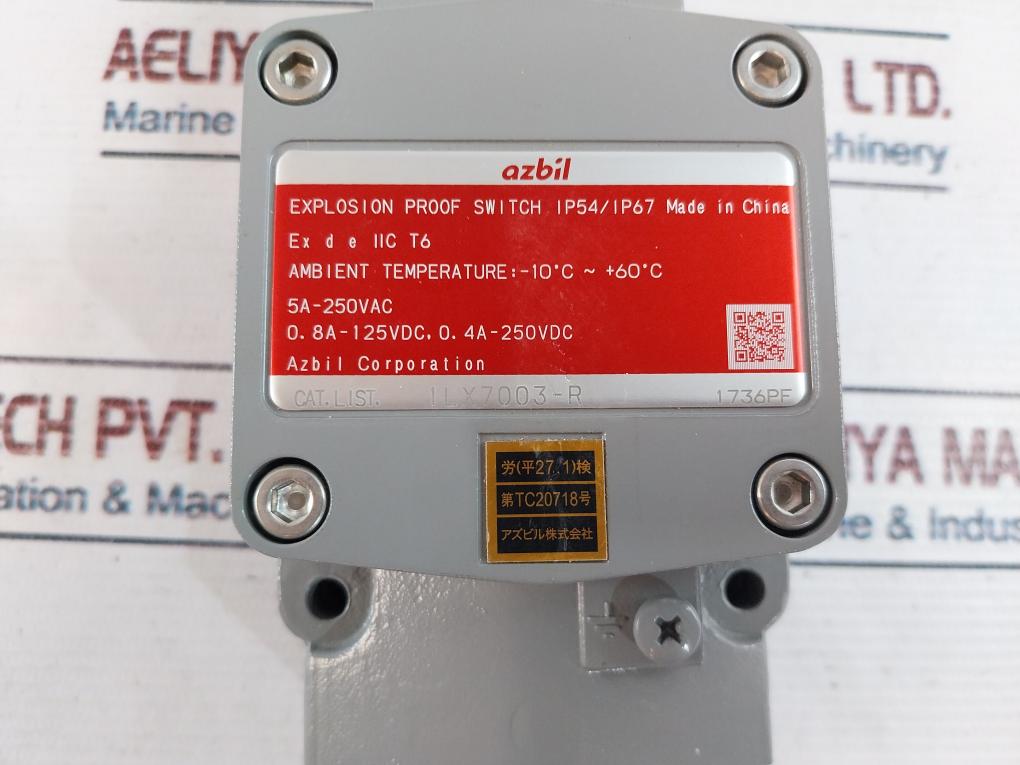 AELIY
LTD.
Marine
chinery
azbil
EXPLOSION PROOF SWITCH IP54/IP67 Made in China
Ex d e IIC T6
AMBIENT TEMPERATURE:-10°C ~ +60°C
5A-250VAC
0.8A-125VDC, 0.4A-250VDC
Azbil Corporation
CAT. LIST. 1LX7003-R 1736PF
ECH PVT.
IYA MA
ation & Mac
ne & Indus
労(平27.1)検
第TC20718号
アズビル株式会社